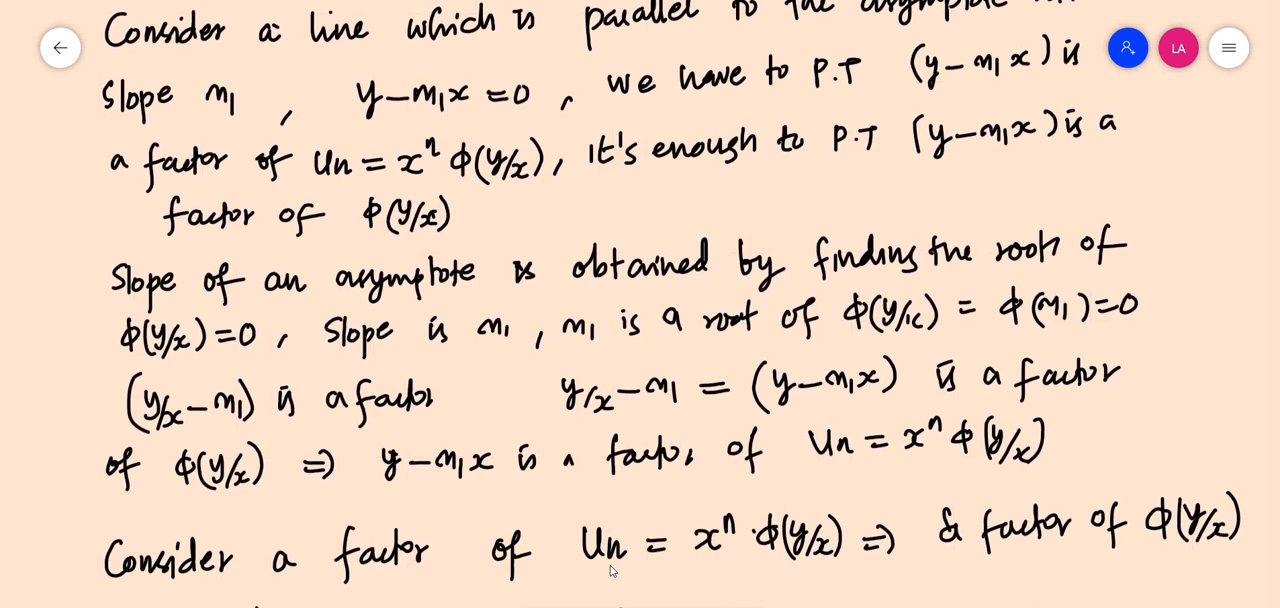 Consider a line which is parallel to the asymptote
LA
Slope m₁ , y-m₁x=0 , we have to P.T (y-m₁x) is
a factor of Un = xⁿ ϕ(y/x), it's enough to P.T (y-m₁x) is a
factor of ϕ(y/x)
Slope of an asymptote is obtained by finding the root of
ϕ(y/x)=0 , slope is m₁ , m₁ is a root of ϕ(y/x) = ϕ(m₁)=0
(y/x-m₁) is a factor y/x-m₁ = (y-m₁x) is a factor
of ϕ(y/x) ⇒ y-m₁x is a factor of Un = xⁿ ϕ(y/x)
Consider a factor of Un = xⁿ·ϕ(y/x) ⇒ factor of ϕ(y/x)